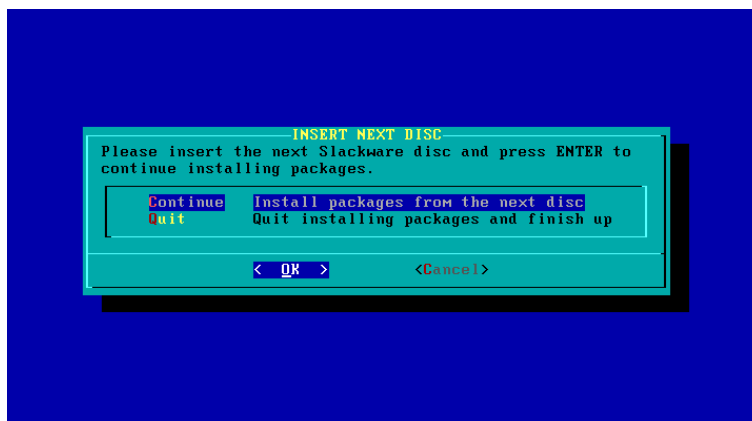 INSERT NEXT DISC
Please insert the next Slackware disc and press ENTER to
continue installing packages.
Continue Install packages from the next disc
Quit Quit installing packages and finish up
< OK > <Cancel>